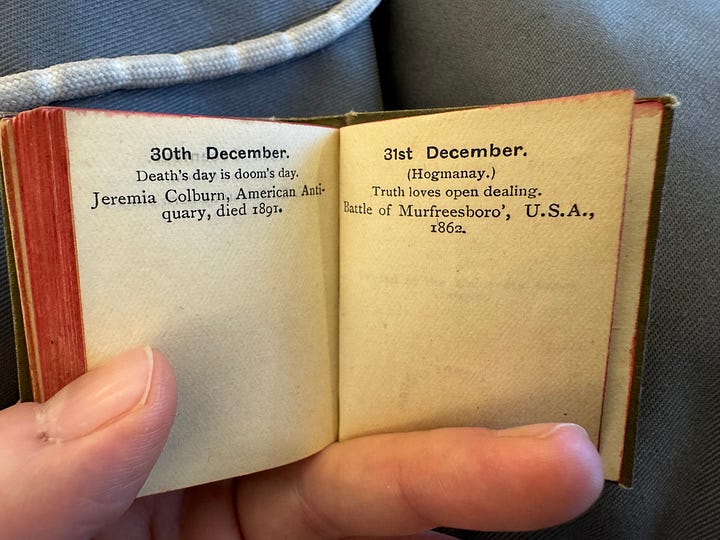 30th December.
Death's day is doom's day.
Jeremia Colburn, American Anti-
quary, died 1891.
31st December.
(Hogmanay.)
Truth loves open dealing.
Battle of Murfreesboro', U.S.A.,
1862.